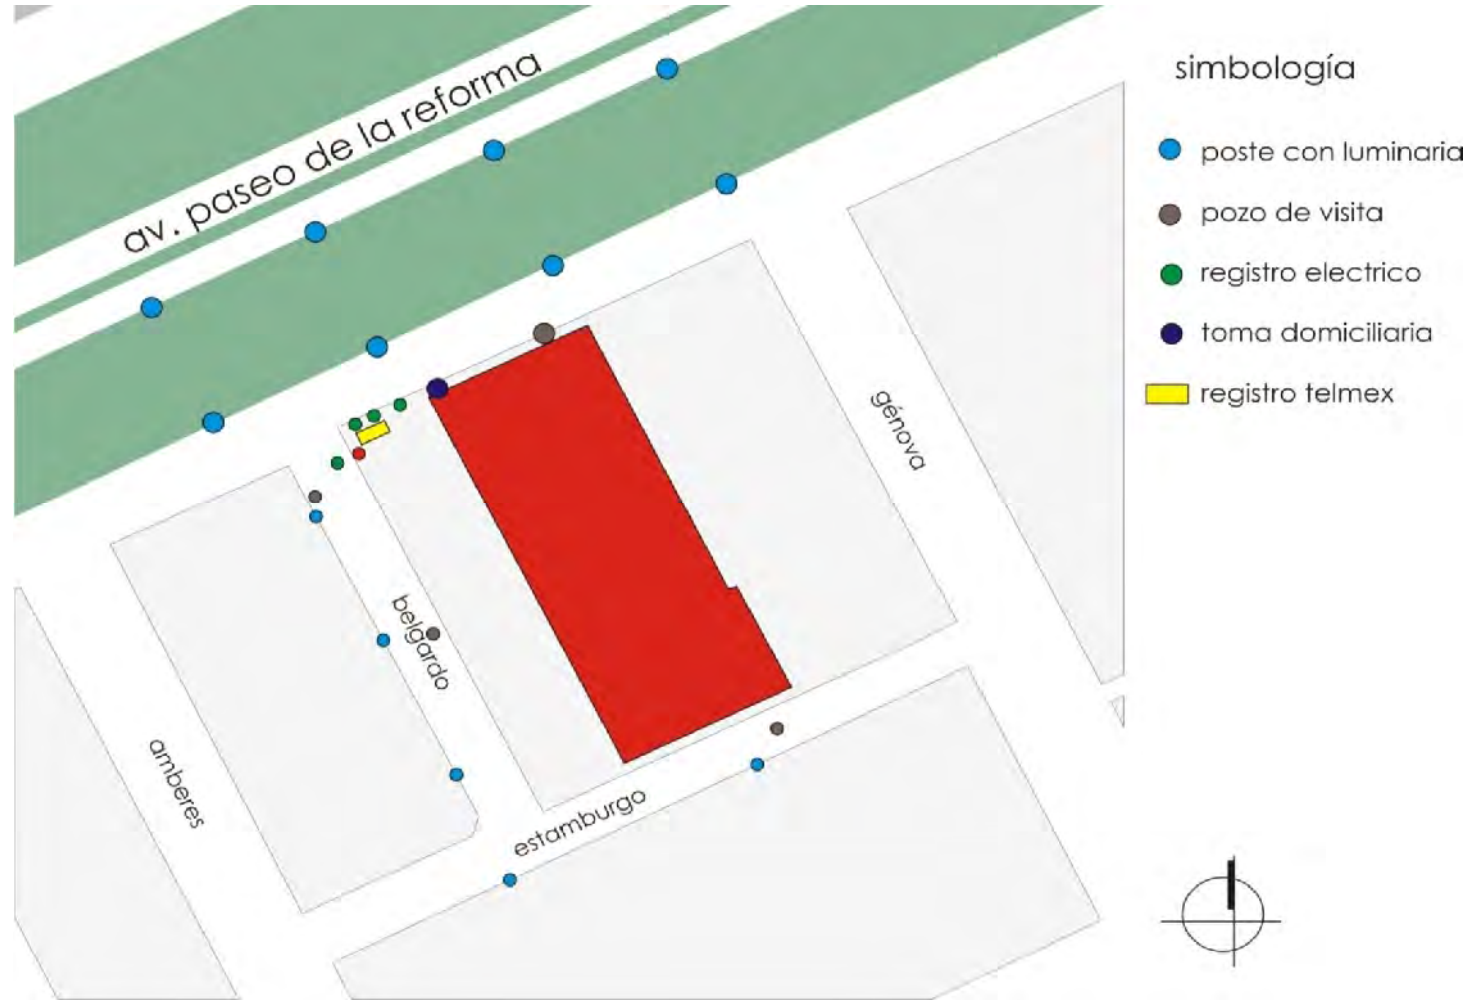 av. paseo de la reforma
génova
belgardo
amberes
estamburgo
simbología
poste con luminaria
pozo de visita
registro electrico
toma domiciliaria
registro telmex